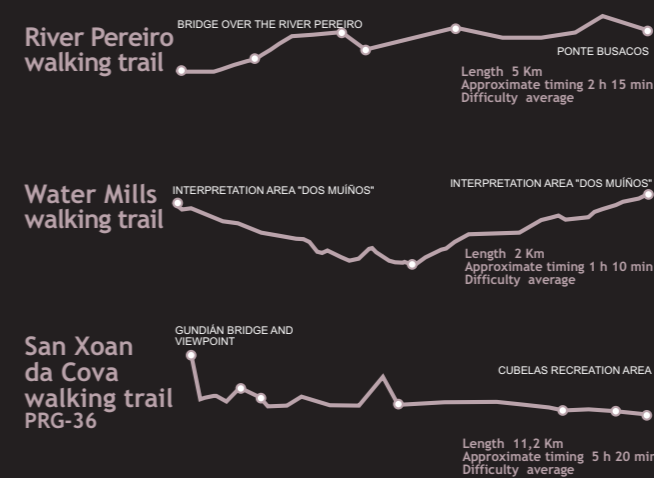 River Pereiro
walking trail
BRIDGE OVER THE RIVER PEREIRO
PONTE BUSACOS
Length 5 Km
Approximate timing 2 h 15 min
Difficulty average
Water Mills
walking trail
INTERPRETATION AREA "DOS MUÍÑOS"
INTERPRETATION AREA "DOS MUÍÑOS"
Length 2 Km
Approximate timing 1 h 10 min
Difficulty average
San Xoan
da Cova
walking trail
PRG-36
GUNDIÁN BRIDGE AND
VIEWPOINT
CUBELAS RECREATION AREA
Length 11,2 Km
Approximate timing 5 h 20 min
Difficulty average